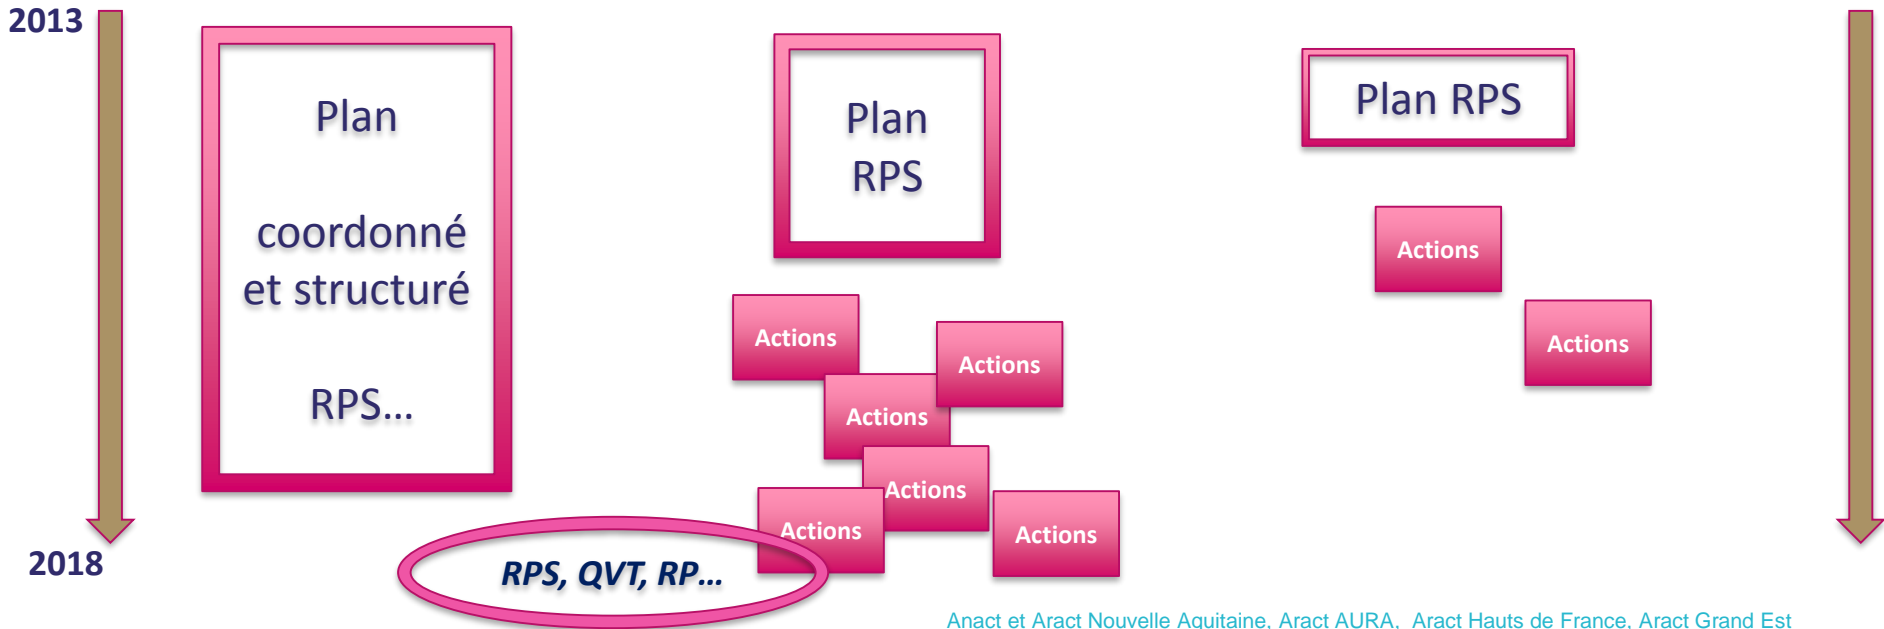 2013
Plan
coordonné
et structuré
RPS...
Plan
RPS
Plan RPS
Actions
Actions
Actions
Actions
Actions
Actions
Actions
Actions
2018
RPS, QVT, RP...
Anact et Aract Nouvelle Aquitaine, Aract AURA, Aract Hauts de France, Aract Grand Est